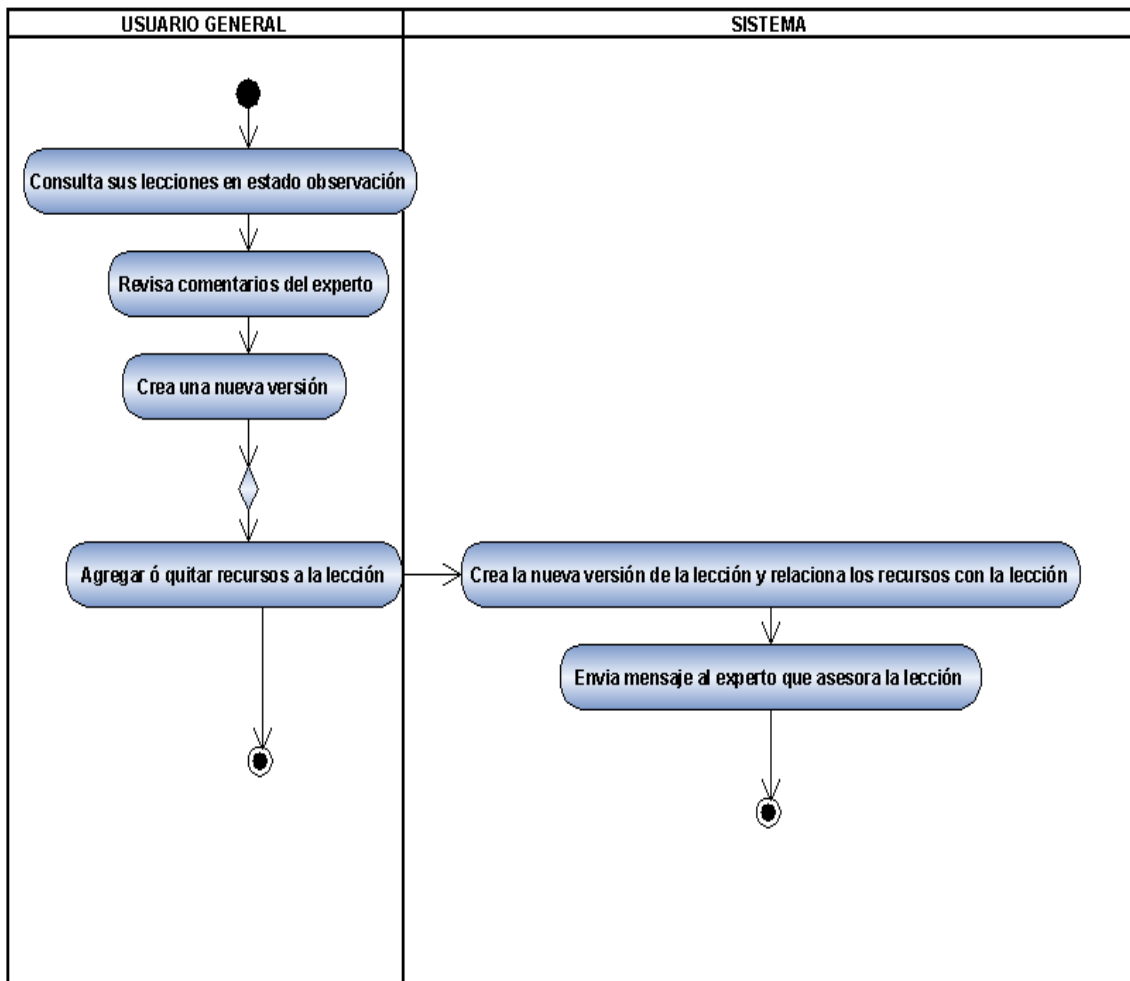 USUARIO GENERAL
SISTEMA
Consulta sus lecciones en estado observación
Revisa comentarios del experto
Crea una nueva versión
Agregar ó quitar recursos a la lección
Crea la nueva versión de la lección y relaciona los recursos con la lección
Envia mensaje al experto que asesora la lección